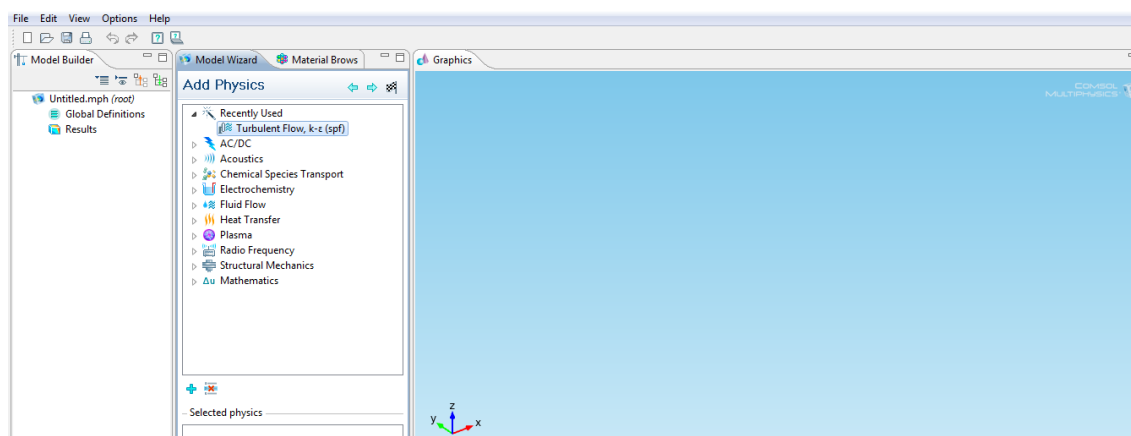 File Edit View Options Help
Model Builder
Model Wizard
Material Brows
Graphics
Untitled.mph (root)
Global Definitions
Results
Add Physics
Recently Used
Turbulent Flow, k-ε (spf)
AC/DC
Acoustics
Chemical Species Transport
Electrochemistry
Fluid Flow
Heat Transfer
Plasma
Radio Frequency
Structural Mechanics
Δu Mathematics
Selected physics
COMSOL
MULTIPHYSICS
z
y
x